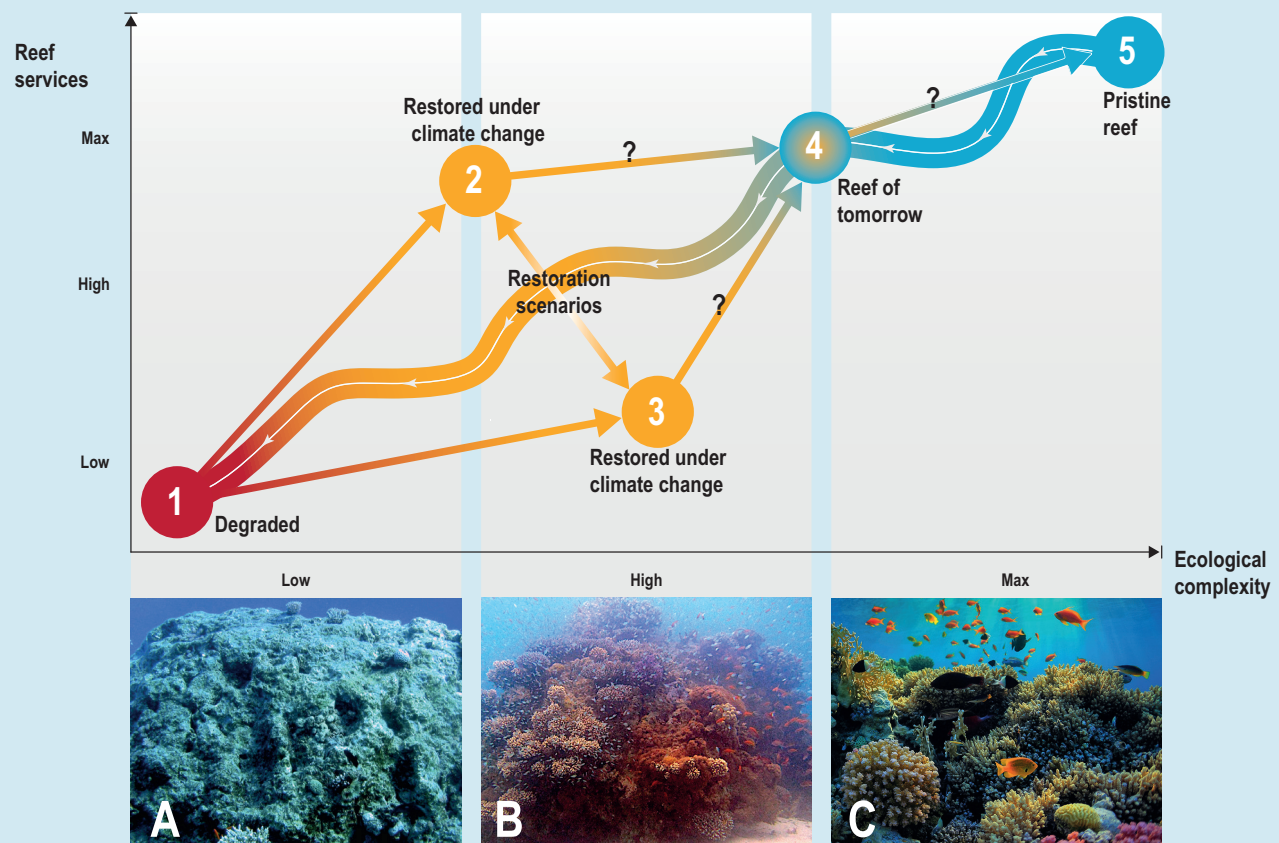 Reef
services
5
Pristine
reef
?
Max
Restored under
climate change
2
?
4
Reef of
tomorrow
High
Restoration
scenarios
?
3
Restored under
climate change
Low
1
Degraded
Low
High
Max
Ecological
complexity
A
B
C